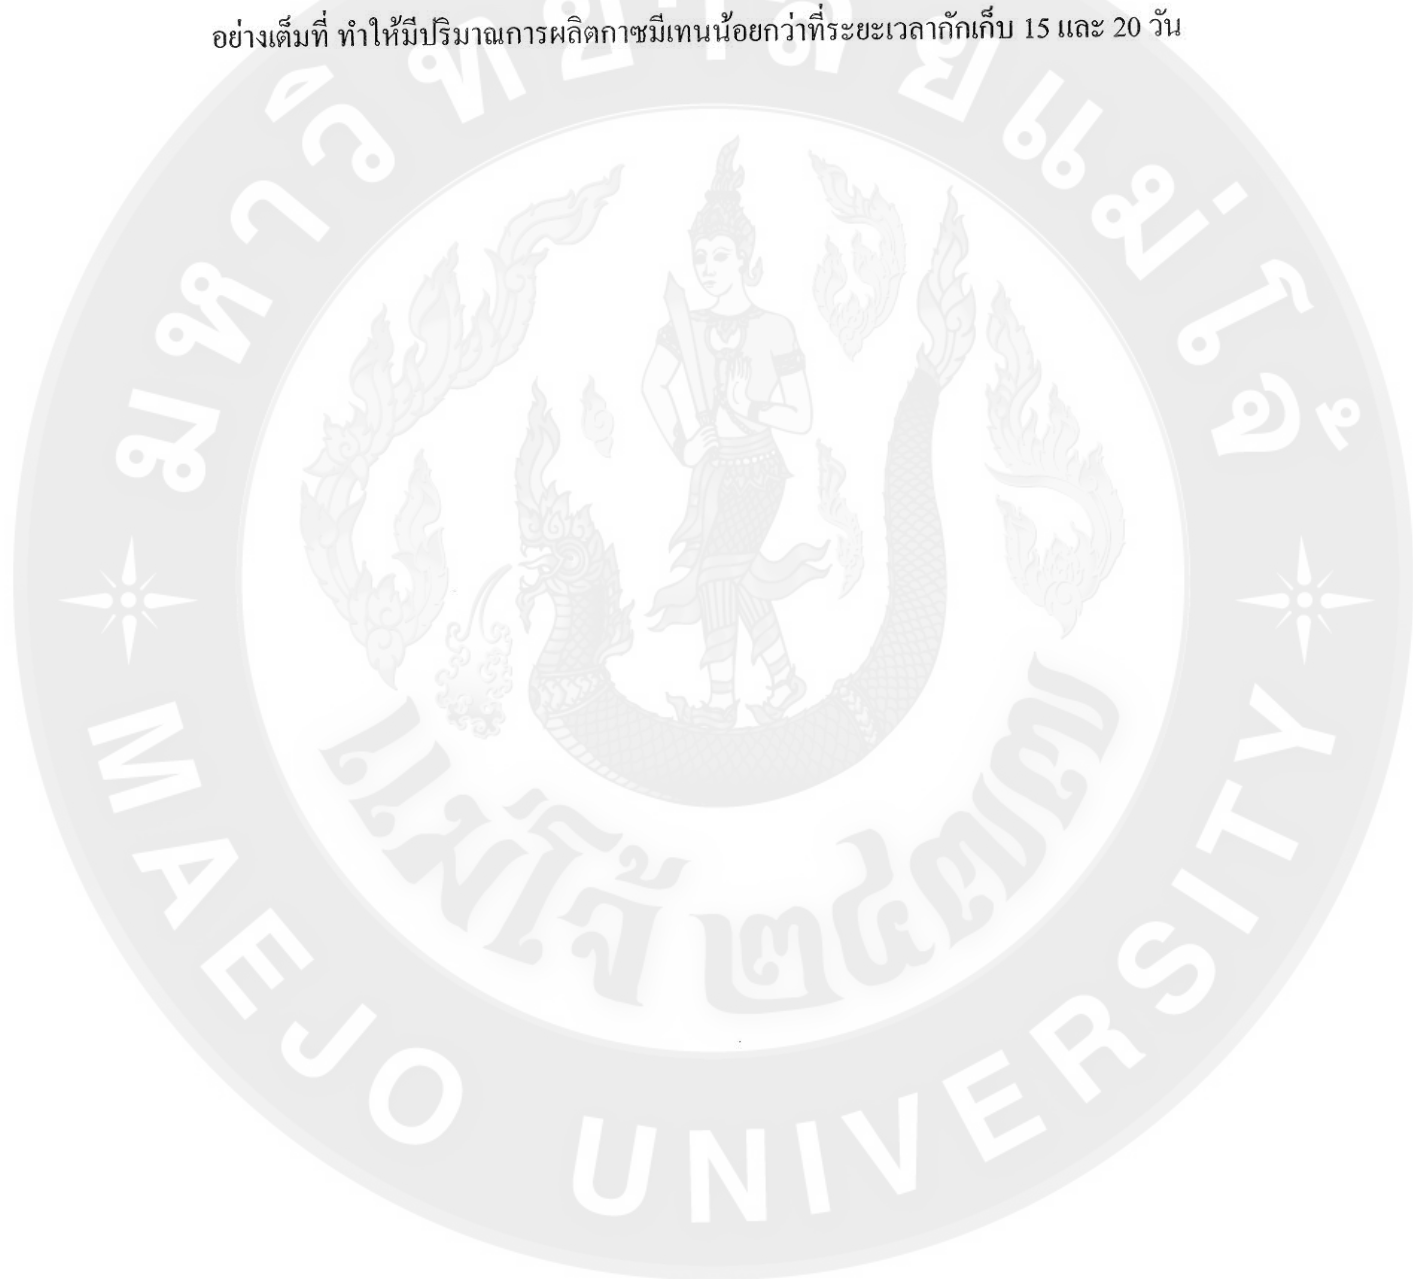 อย่างเต็มที่ ทำให้มีปริมาณการผลิตกาซมีเทนน้อยกว่าที่ระยะเวลากักเก็บ 15 และ 20 วัน
มหาวิทยาลัยแม่โจ้
แม่โจ้ ๒๔๗๗
MAEJO UNIVERSITY